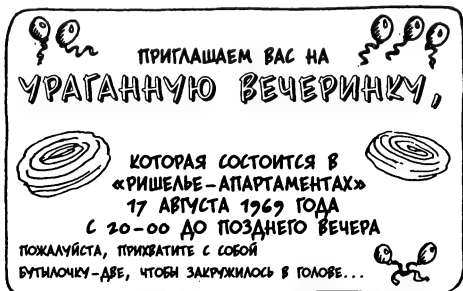 ПРИГЛАШАЕМ ВАС НА
УРАГАННУЮ ВЕЧЕРИНКУ,
КОТОРАЯ СОСТОИТСЯ В
«РИШЕЛЬЕ-АПАРТАМЕНТАХ»
17 АВГУСТА 1969 ГОДА
С 20-00 ДО ПОЗДНЕГО ВЕЧЕРА
ПОЖАЛУЙСТА, ПРИХВАТИТЕ С СОБОЙ
БУТЫЛОЧКУ-ДВЕ, ЧТОБЫ ЗАКРУЖИЛОСЬ В ГОЛОВЕ...